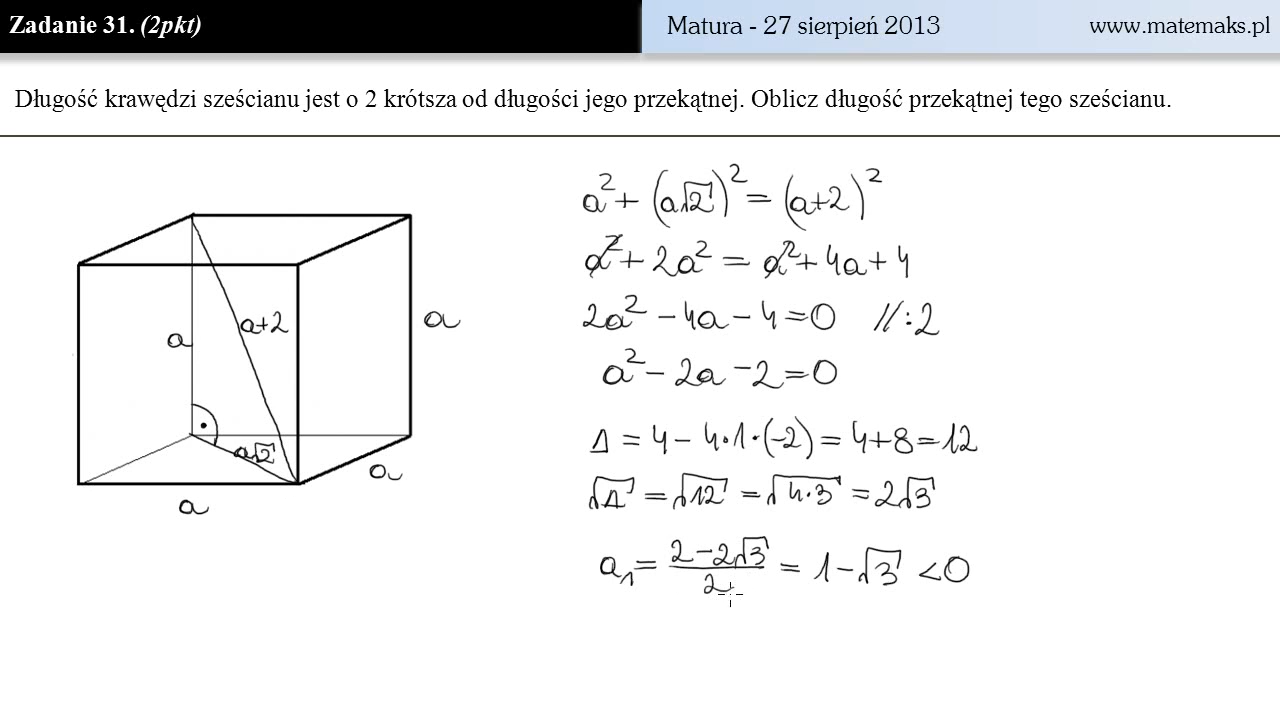 Zadanie 31. (2pkt)
Matura - 27 sierpień 2013
www.matemaks.pl
Długość krawędzi sześcianu jest o 2 krótsza od długości jego przekątnej. Oblicz długość przekątnej tego sześcianu.
a
a+2
a
a√2
a
a
a² + (a√2)² = (a+2)²
a² + 2a² = a² + 4a + 4
2a² - 4a - 4 = 0 //:2
a² - 2a - 2 = 0
Δ = 4 - 4·1·(-2) = 4+8 = 12
√Δ = √12 = √4·3 = 2√3
a₁ = (2-2√3)/2 = 1-√3 < 0